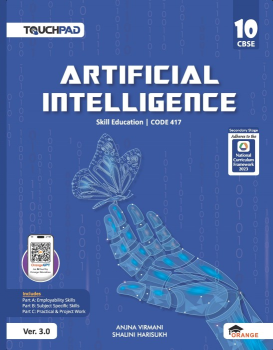 TOUCHPAD
10
CBSE
ARTIFICIAL
INTELLIGENCE
Skill Education | CODE 417
Secondary Stage
Adheres to the
National
Curriculum
Framework
2023
Includes
Part A: Employability Skills
Part B: Subject Specific Skills
Part C: Practical & Project Work
Ver. 3.0
ANJNA VIRMANI
SHALINI HARISUKH
ORANGE